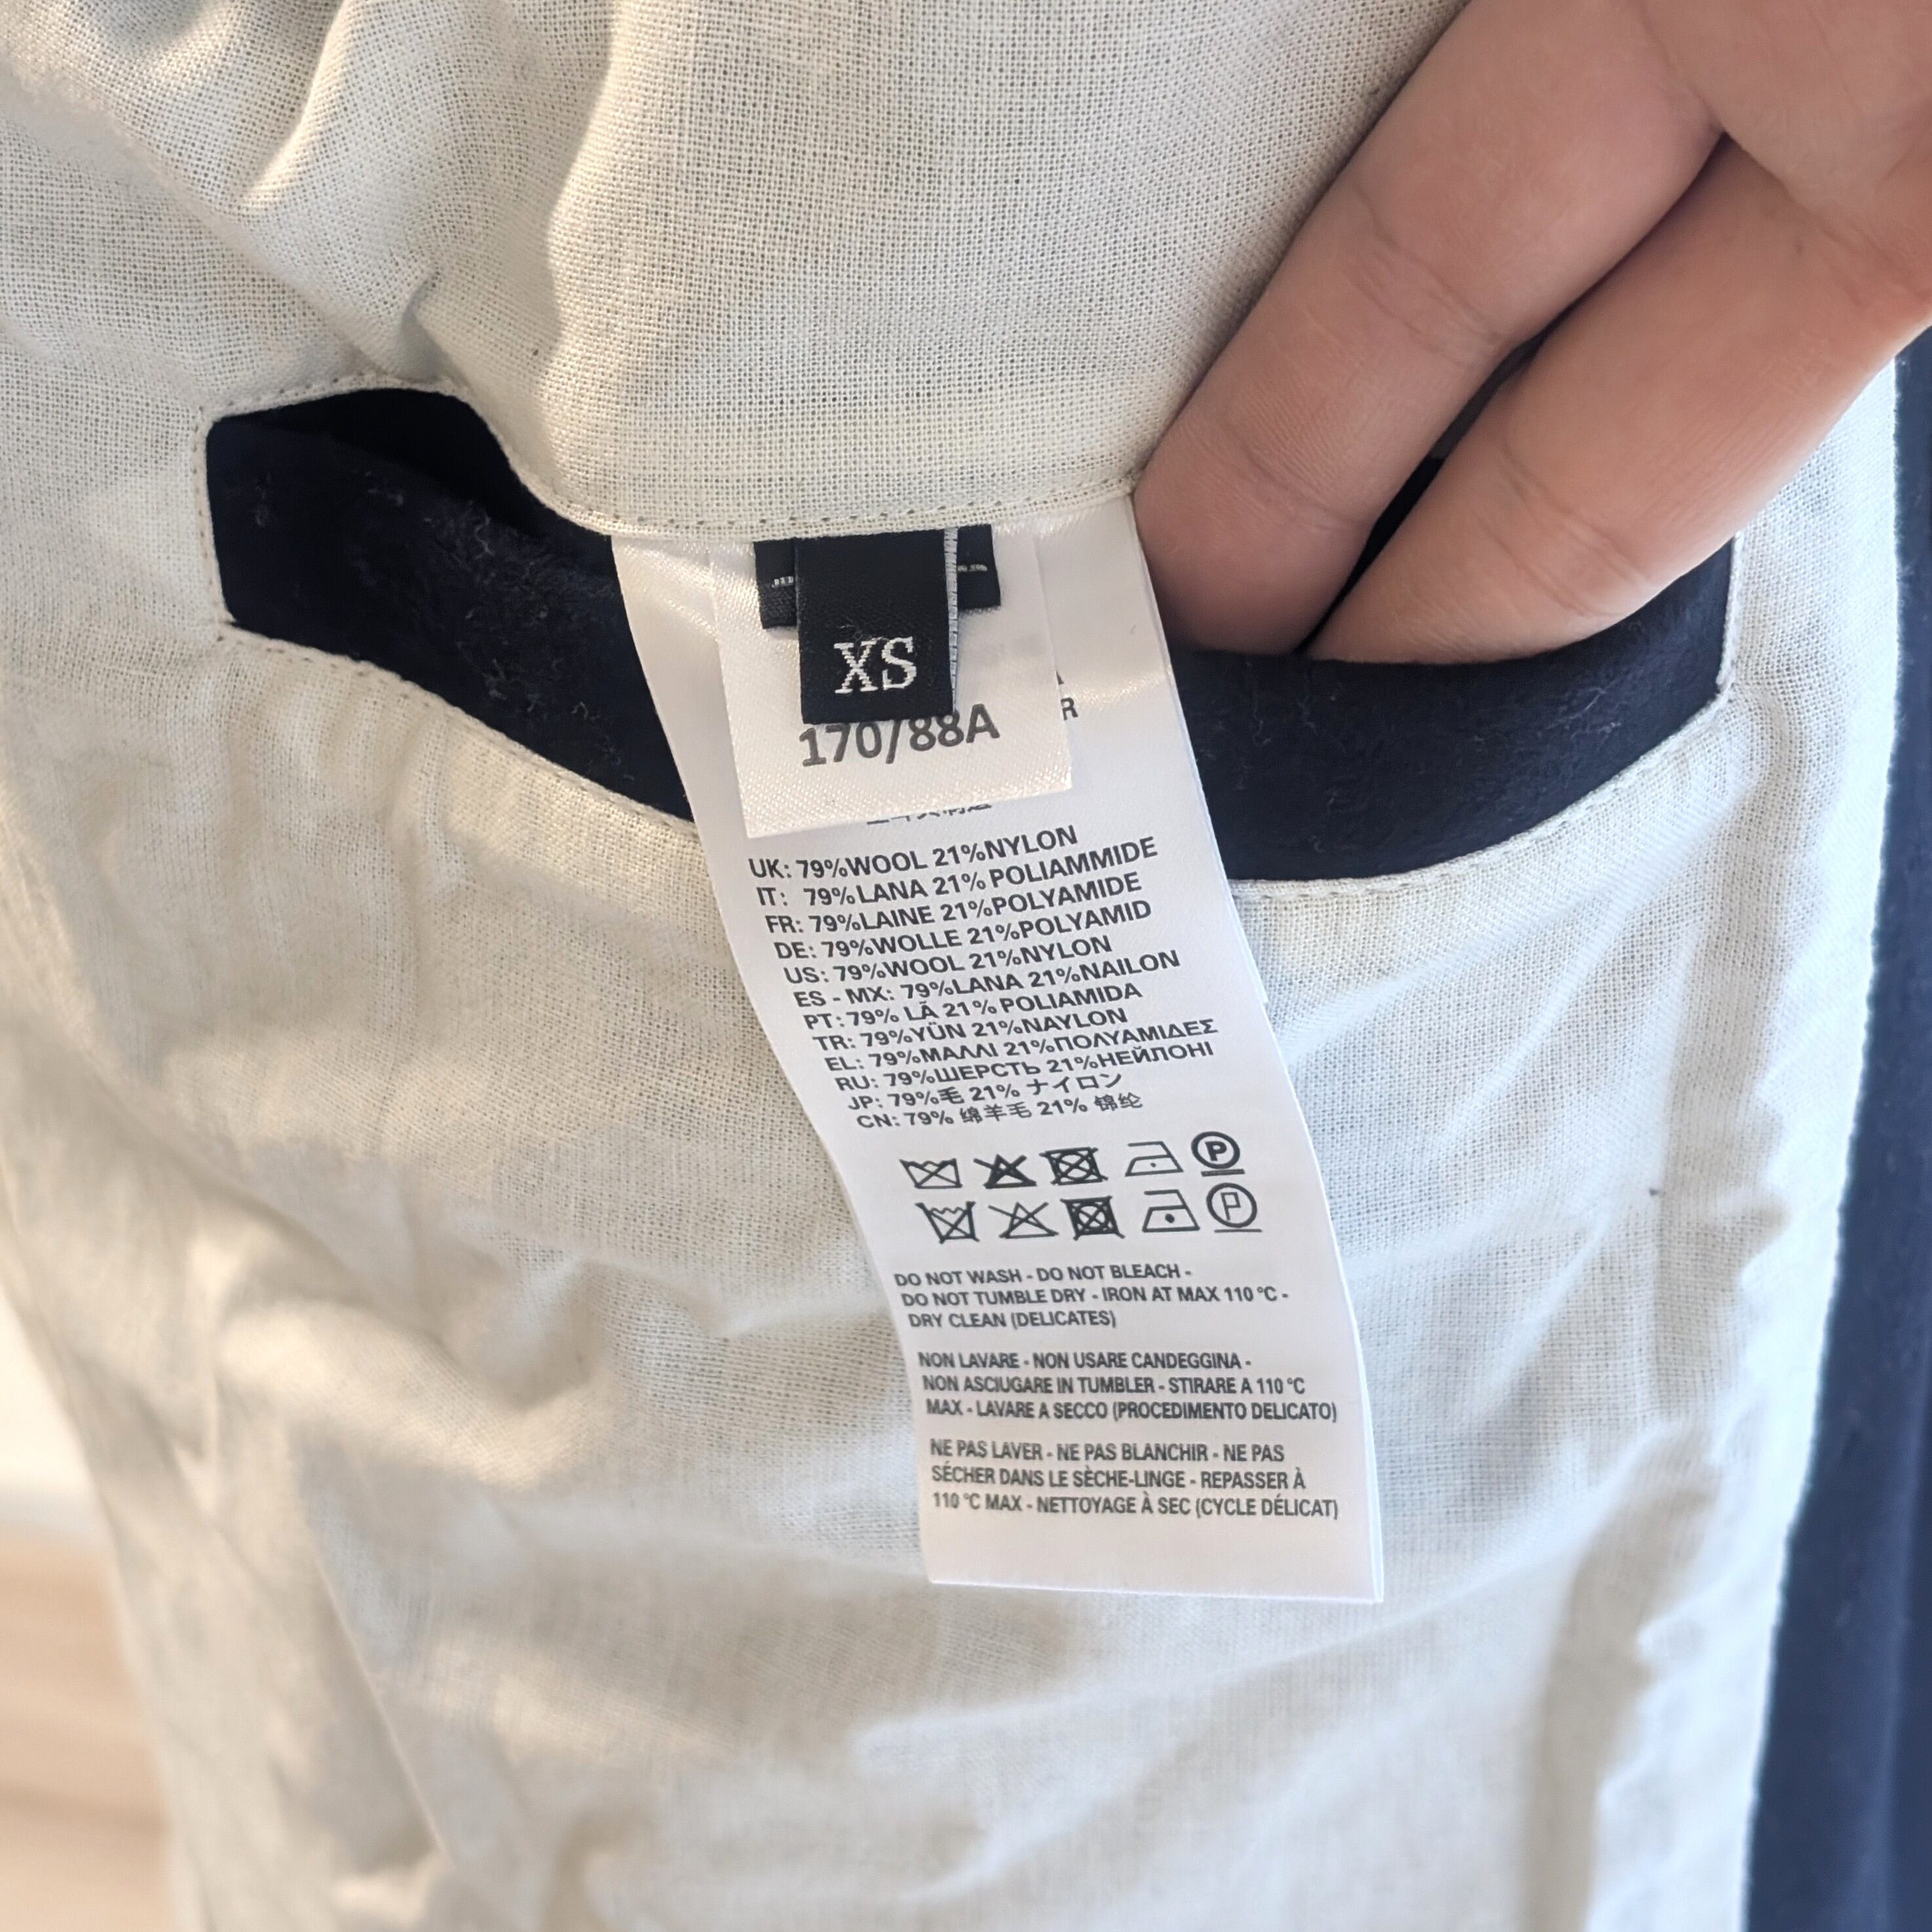 XS
170/88A
R
UK: 79%WOOL 21%NYLON
IT: 79%LANA 21%POLIAMMIDE
FR: 79%LAINE 21%POLYAMIDE
DE: 79%WOLLE 21%POLYAMID
US: 79%WOOL 21%NYLON
ES - MX: 79%LANA 21%NAILON
PT: 79% LÃ 21% POLIAMIDA
TR: 79%YÜN 21%NAYLON
EL: 79%ΜΑΛΛΙ 21%ΠΟΛΥΑΜΙΔΕΣ
RU: 79%ШЕРСТЬ 21%НЕЙЛОНІ
JP: 79%毛 21% ナイロン
CN: 79% 绵羊毛 21% 锦纶
P
P
DO NOT WASH - DO NOT BLEACH -
DO NOT TUMBLE DRY - IRON AT MAX 110 °C -
DRY CLEAN (DELICATES)
NON LAVARE - NON USARE CANDEGGINA -
NON ASCIUGARE IN TUMBLER - STIRARE A 110 °C
MAX - LAVARE A SECCO (PROCEDIMENTO DELICATO)
NE PAS LAVER - NE PAS BLANCHIR - NE PAS
SÉCHER DANS LE SÈCHE-LINGE - REPASSER À
110 °C MAX - NETTOYAGE À SEC (CYCLE DÉLICAT)